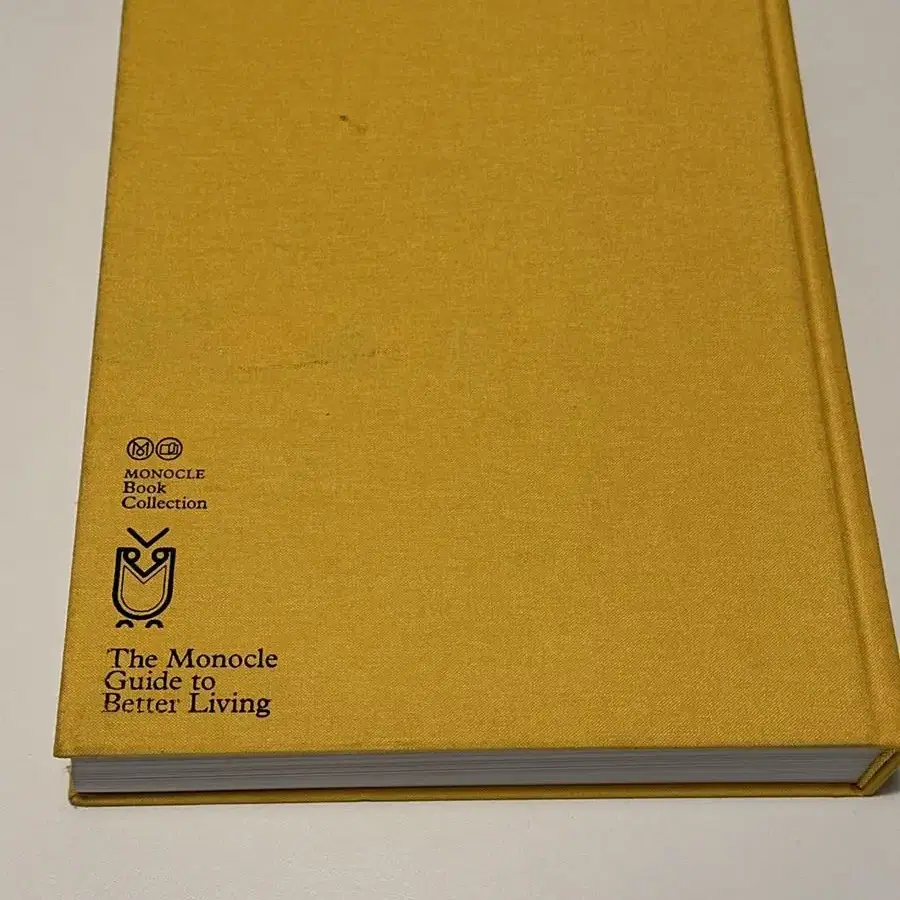 MONOCLE
Book
Collection
The Monocle
Guide to
Better Living